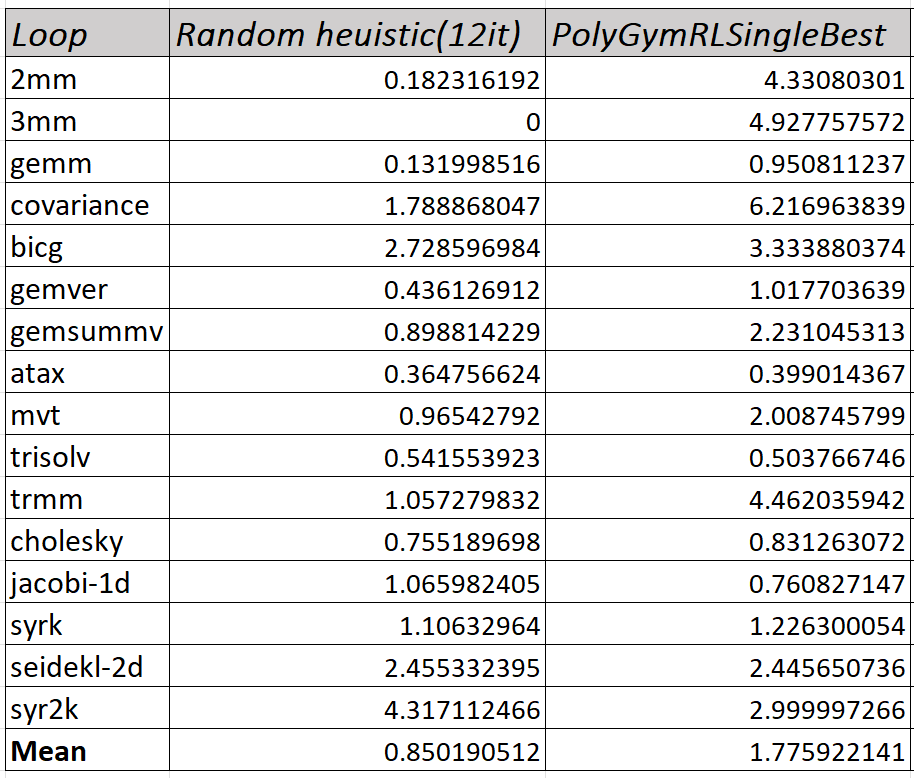 Loop Random heuistic(12it) PolyGymRLSingleBest
2mm 0.182316192 4.33080301
3mm 0 4.927757572
gemm 0.131998516 0.950811237
covariance 1.788868047 6.216963839
bicg 2.728596984 3.333880374
gemver 0.436126912 1.017703639
gemsummv 0.898814229 2.231045313
atax 0.364756624 0.399014367
mvt 0.96542792 2.008745799
trisolv 0.541553923 0.503766746
trmm 1.057279832 4.462035942
cholesky 0.755189698 0.831263072
jacobi-1d 1.065982405 0.760827147
syrk 1.10632964 1.226300054
seidekl-2d 2.455332395 2.445650736
syr2k 4.317112466 2.999997266
Mean 0.850190512 1.775922141